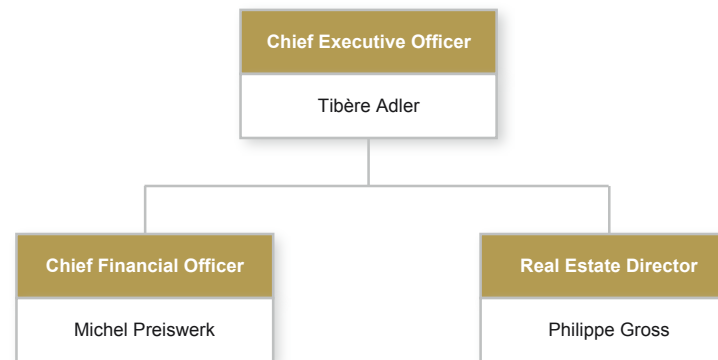 Chief Executive Officer
Tibère Adler
Chief Financial Officer
Real Estate Director
Michel Preiswerk
Philippe Gross